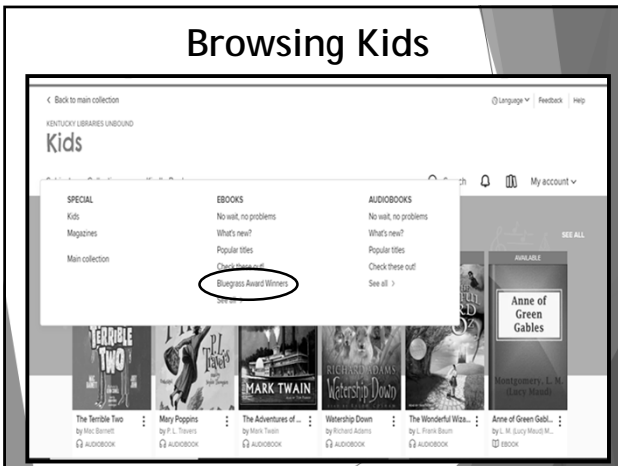 Browsing Kids
< Back to main collection
Language Feedback Help
KENTUCKY LIBRARIES UNBOUND
Kids
My account
SPECIAL EBOOKS AUDIOBOOKS
Kids No wait, no problems No wait, no problems
Magazines What's new? What's new?
Popular titles Popular titles
Main collection Check these out! Check these out!
Bluegrass Award Winners See all >
See all >
SEE ALL
AVAILABLE
Anne of
Green
Gables
Montgomery, L. M.
(Lucy Maud)
TERRIBLE
TWO
P.L.
Travers
MARK TWAIN
RICHARD ADAMS
Watership Down
The Terrible Two Mary Poppins The Adventures of ... Watership Down The Wonderful Wiza... Anne of Green Gabl...
by Mac Barnett by P. L. Travers by Mark Twain by Richard Adams by L. Frank Baum by L. M. (Lucy Maud) M...
AUDIOBOOK AUDIOBOOK AUDIOBOOK AUDIOBOOK AUDIOBOOK EBOOK